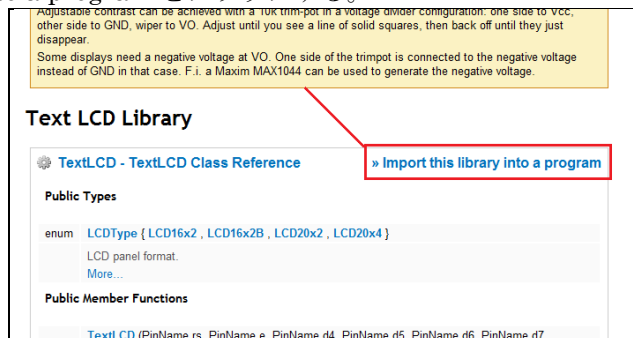 Adjustable contrast can be achieved with a 10k trim-pot in a voltage divider configuration: one side to Vcc,
other side to GND, wiper to VO. Adjust until you see a line of solid squares, then back off until they just
disappear.
Some displays need a negative voltage at VO. One side of the trimpot is connected to the negative voltage
instead of GND in that case. F.i. a Maxim MAX1044 can be used to generate the negative voltage.
Text LCD Library
TextLCD - TextLCD Class Reference
» Import this library into a program
Public Types
enum LCDType { LCD16x2 , LCD16x2B , LCD20x2 , LCD20x4 }
LCD panel format.
More...
Public Member Functions
TextLCD (PinName rs, PinName e, PinName d4, PinName d5, PinName d6, PinName d7,